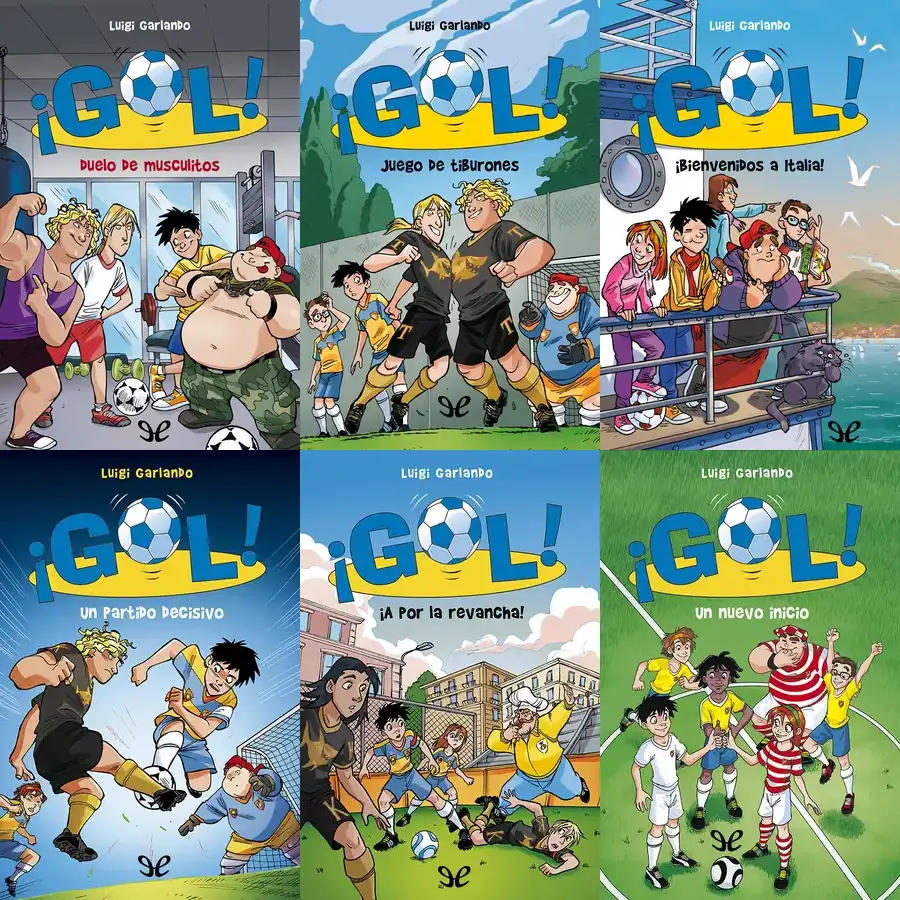 Luigi Garlando
¡GOL!
Duelo de musculitos
Luigi Garlando
¡GOL!
Juego de tiburones
T
T
T
T
Luigi Garlando
¡GOL!
¡Bienvenidos a Italia!
Luigi Garlando
¡GOL!
Un partido decisivo
Luigi Garlando
¡GOL!
¡A por la revancha!
K
Luigi Garlando
¡GOL!
Un nuevo inicio